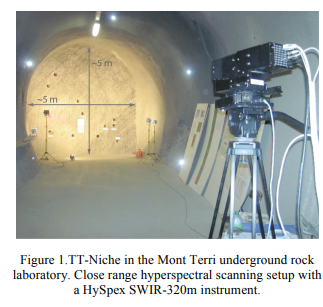 ~5 m
~5 m
Figure 1.TT-Niche in the Mont Terri underground rock
laboratory. Close range hyperspectral scanning setup with
a HySpex SWIR-320m instrument.